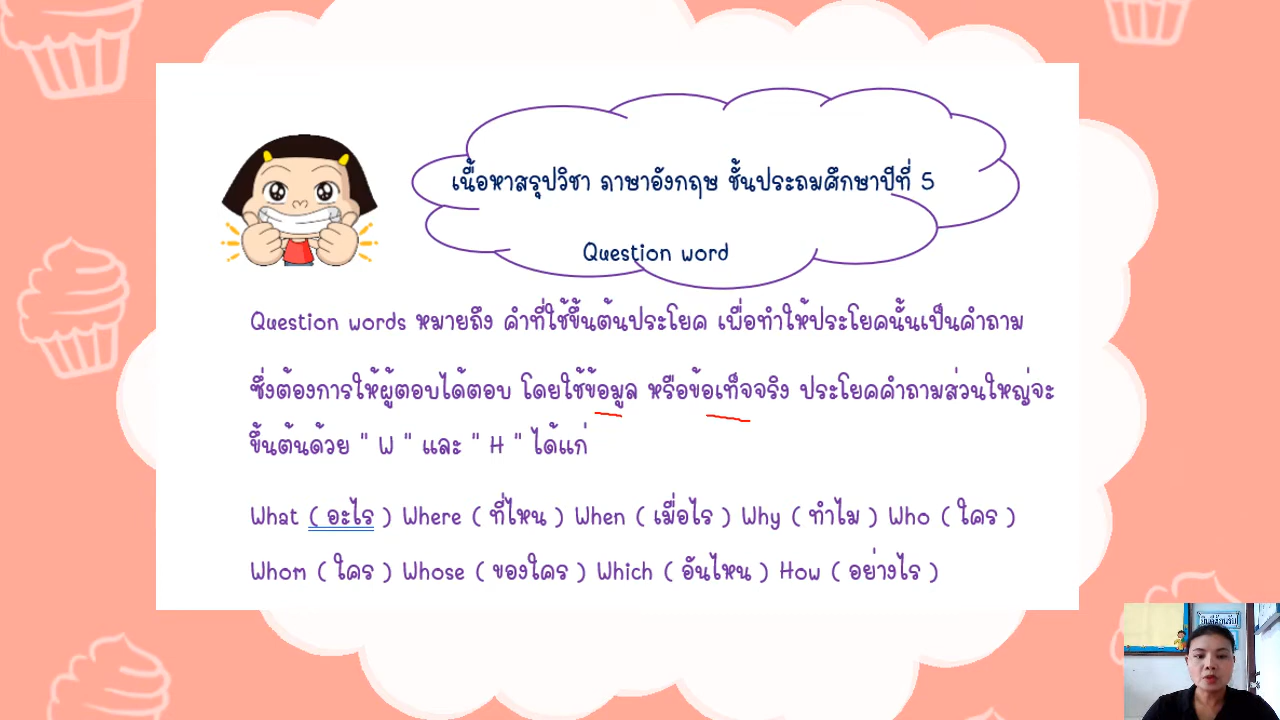 เนื้อหาสรุปวิชา ภาษาอังกฤษ ชั้นประถมศึกษาปีที่ 5
Question word
Question words หมายถึง คำที่ใช้ขึ้นต้นประโยค เพื่อทำให้ประโยคนั้นเป็นคำถาม
ซึ่งต้องการให้ผู้ตอบได้ตอบ โดยใช้ข้อมูล หรือข้อเท็จจริง ประโยคคำถามส่วนใหญ่จะ
ขึ้นต้นด้วย " W " และ " H " ได้แก่
What ( อะไร ) Where ( ที่ไหน ) When ( เมื่อไร ) Why ( ทำไม ) Who ( ใคร )
Whom ( ใคร ) Whose ( ของใคร ) Which ( อันไหน ) How ( อย่างไร )